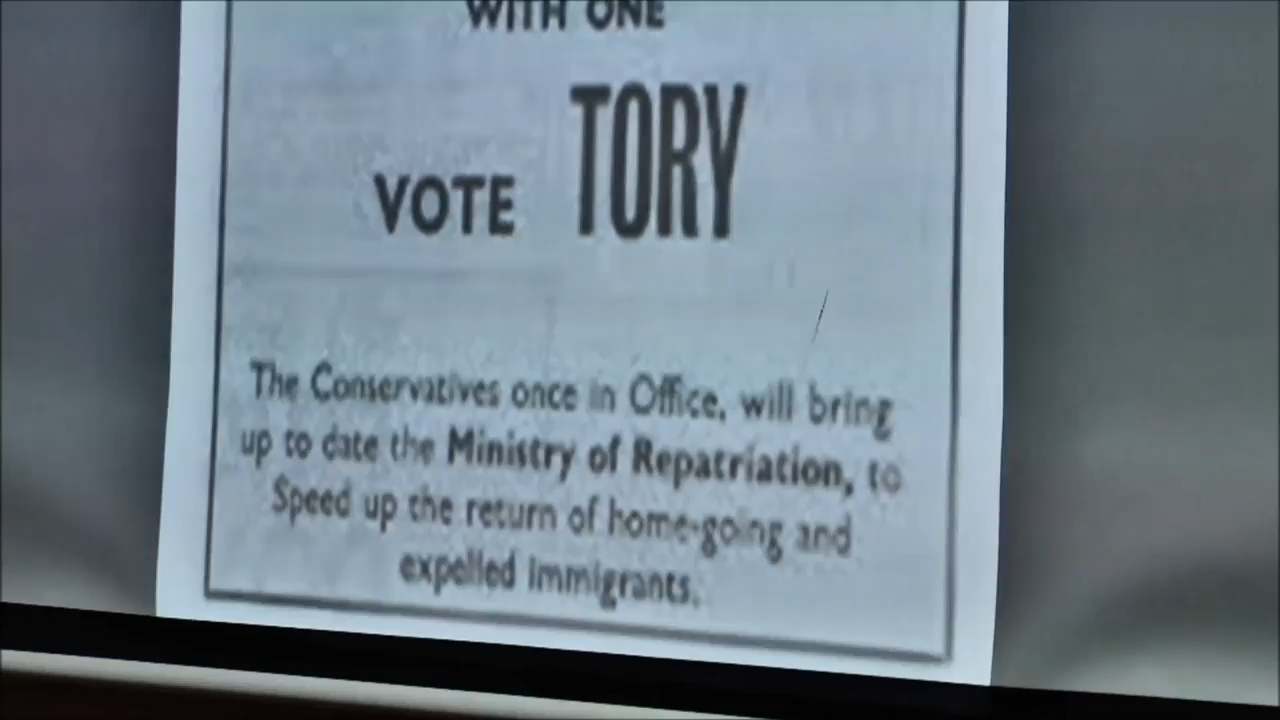 WITH ONE
VOTE TORY
The Conservatives once in Office, will bring
up to date the Ministry of Repatriation, to
Speed up the return of home-going and
expelled immigrants.